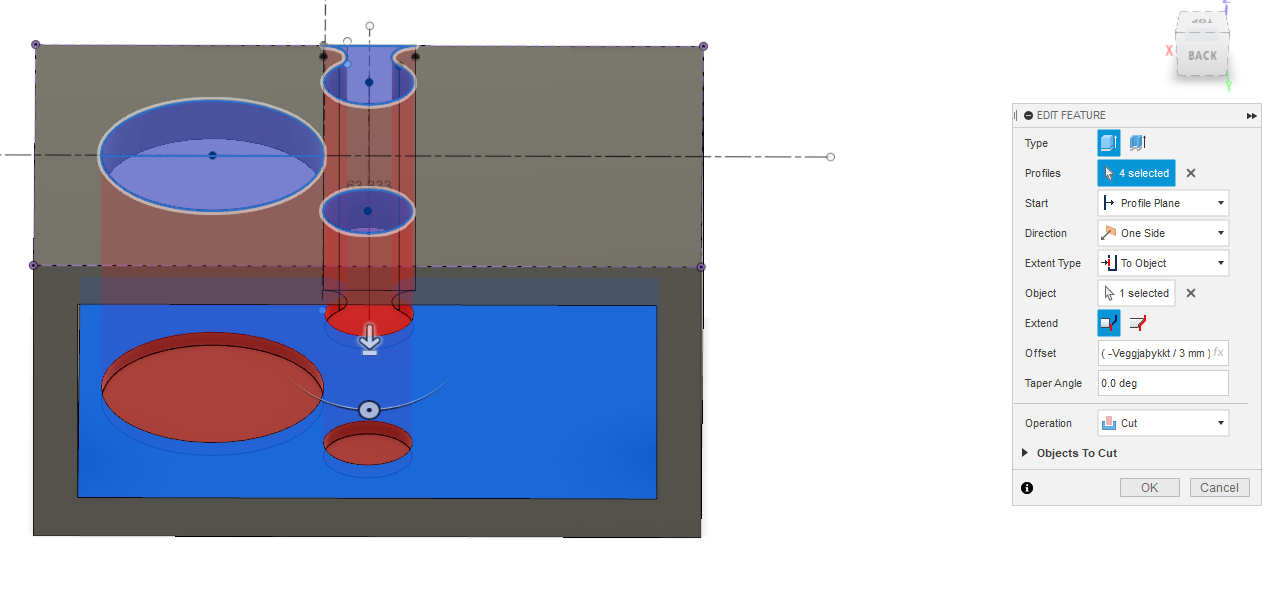 TOP
Z
X
BACK
EDIT FEATURE
Type
Profiles 4 selected
Start Profile Plane
Direction One Side
Extent Type To Object
Object 1 selected
Extend
Offset ( -Veggjaþykkt / 3 mm ) fx
Taper Angle 0.0 deg
Operation Cut
Objects To Cut
OK Cancel